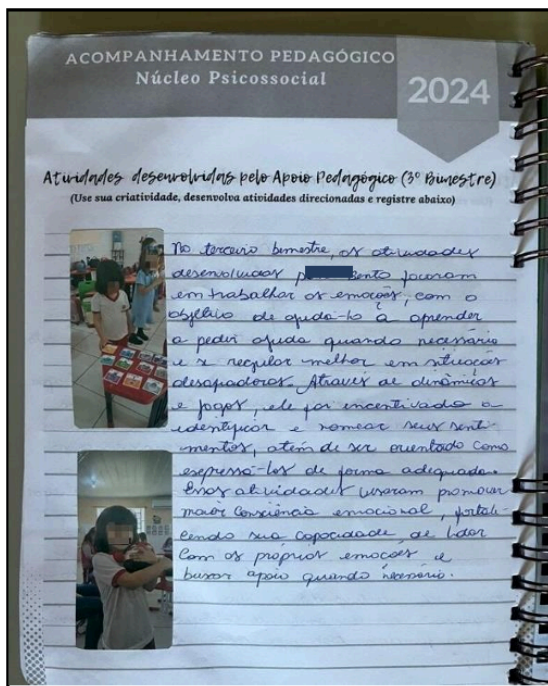 ACOMPANHAMENTO PEDAGÓGICO
Núcleo Psicossocial
2024
Atividades desenvolvidas pelo Apoio Pedagógico (3º Bimestre)
(Use sua criatividade, desenvolva atividades direcionadas e registre abaixo)
No terceiro bimestre, as atividades
desenvolvidas p Bento focaram
em trabalhar as emoções, com o
objetivo de ajudá-lo à aprender
a pedir ajuda quando necessário
e a regular melhor em situações
desafiadoras. Através de dinâmicas
e jogos, ele foi incentivado a
identificar e nomear seus senti-
mentos, além de ser orientado como
expressá-los de forma adequada.
Essas atividades visaram promover
maior consciência emocional, fortale-
cendo sua capacidade de lidar
com as próprias emoções e
buscar apoio quando necessário.